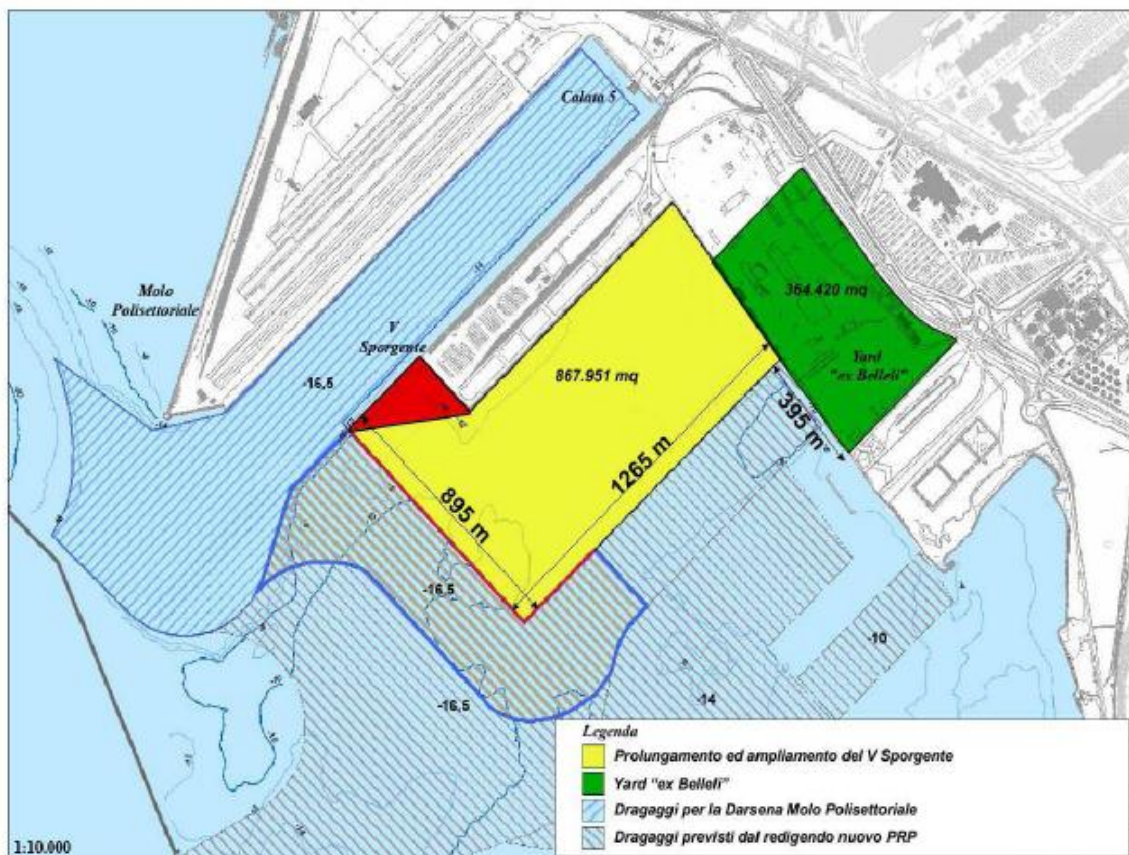 Calata 5
Molo
Polisettoriale
V
Sporgente
-16,5
364.420 mq
Yard
"ex Belleli"
867.951 mq
395 m*
1265 m
895 m
-16,5
-16,5
-10
-14
Legenda
Prolungamento ed ampliamento del V Sporgente
Yard "ex Belleli"
Dragaggi per la Darsena Molo Polisettoriale
Dragaggi previsti dal redigendo nuovo PRP
1:10.000